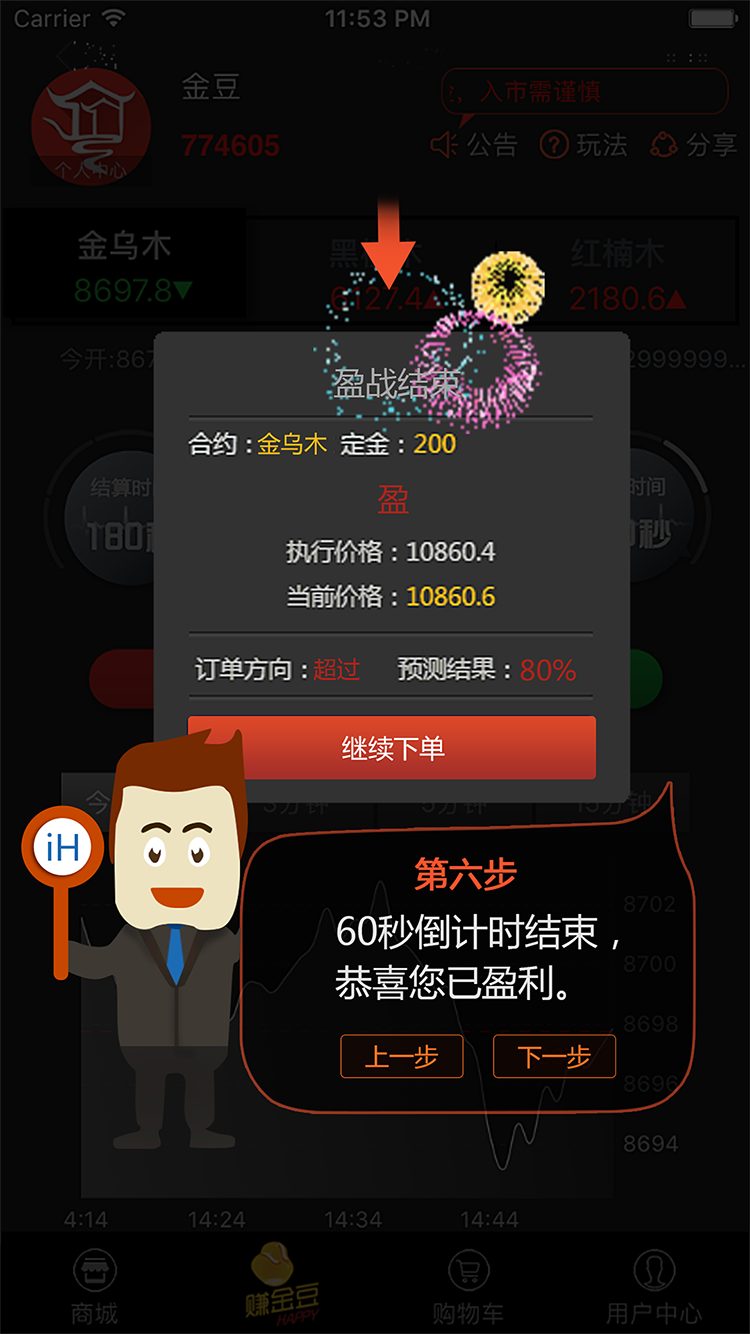 Carrier
11:53 PM
金豆
774605
入市需谨慎
公告
玩法
分享
个人中心
金乌木
8697.8▼
黑 木
6127.4▲
红楠木
2180.6▲
今开:867
2999999...
盈战结束
合约：金乌木 定金：200
盈
执行价格：10860.4
当前价格：10860.6
结算时
180
时间
秒
订单方向：超过 预测结果：80%
继续下单
今
3分钟
5分钟
15分钟
iH
第六步
60秒倒计时结束，
恭喜您已盈利。
上一步
下一步
8702
8700
8698
8696
8694
4:14
14:24
14:34
14:44
商城
赚金豆
HAPPY
购物车
用户中心